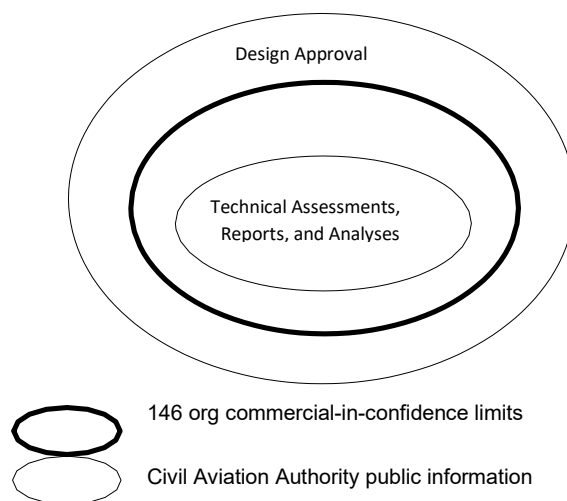 Design Approval
Technical Assessments,
Reports, and Analyses
146 org commercial-in-confidence limits
Civil Aviation Authority public information